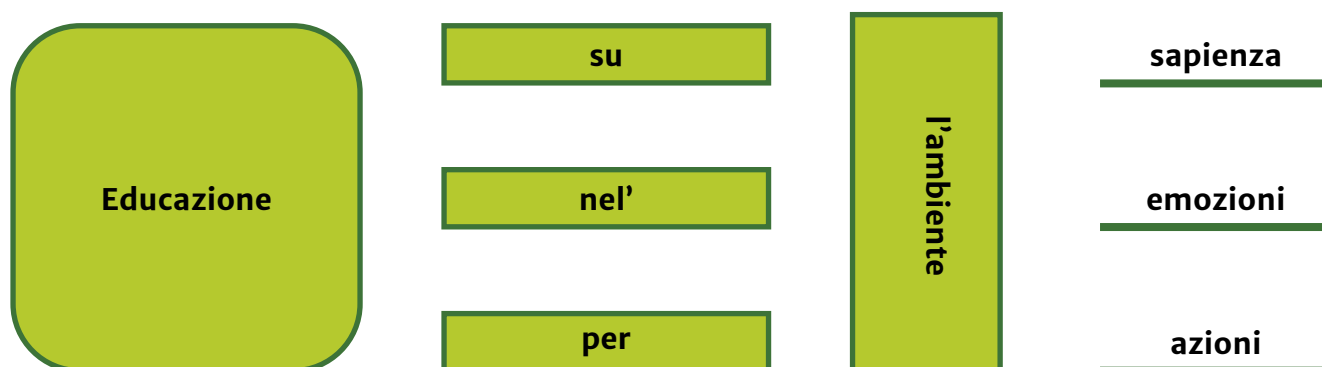 Educazione
su
nel’
per
l’ambiente
sapienza
emozioni
azioni